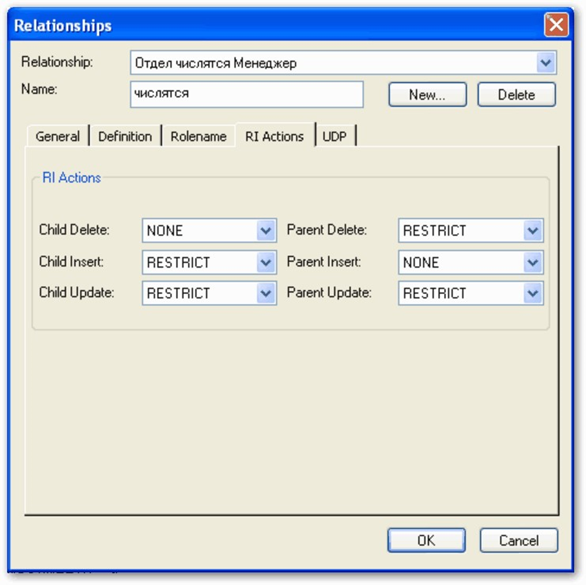 Relationships
Relationship: Отдел числятся Менеджер
Name: числятся New... Delete
General Definition Rolename RI Actions UDP
RI Actions
Child Delete: NONE Parent Delete: RESTRICT
Child Insert: RESTRICT Parent Insert: NONE
Child Update: RESTRICT Parent Update: RESTRICT
OK Cancel